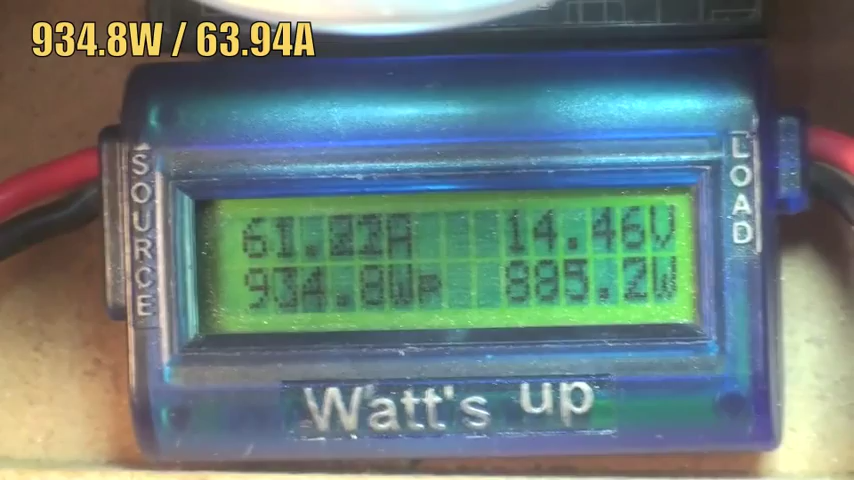 934.8W / 63.94A
SOURCE
LOAD
61.22A 14.46V
934.8Wp 885.2W
Watt's up